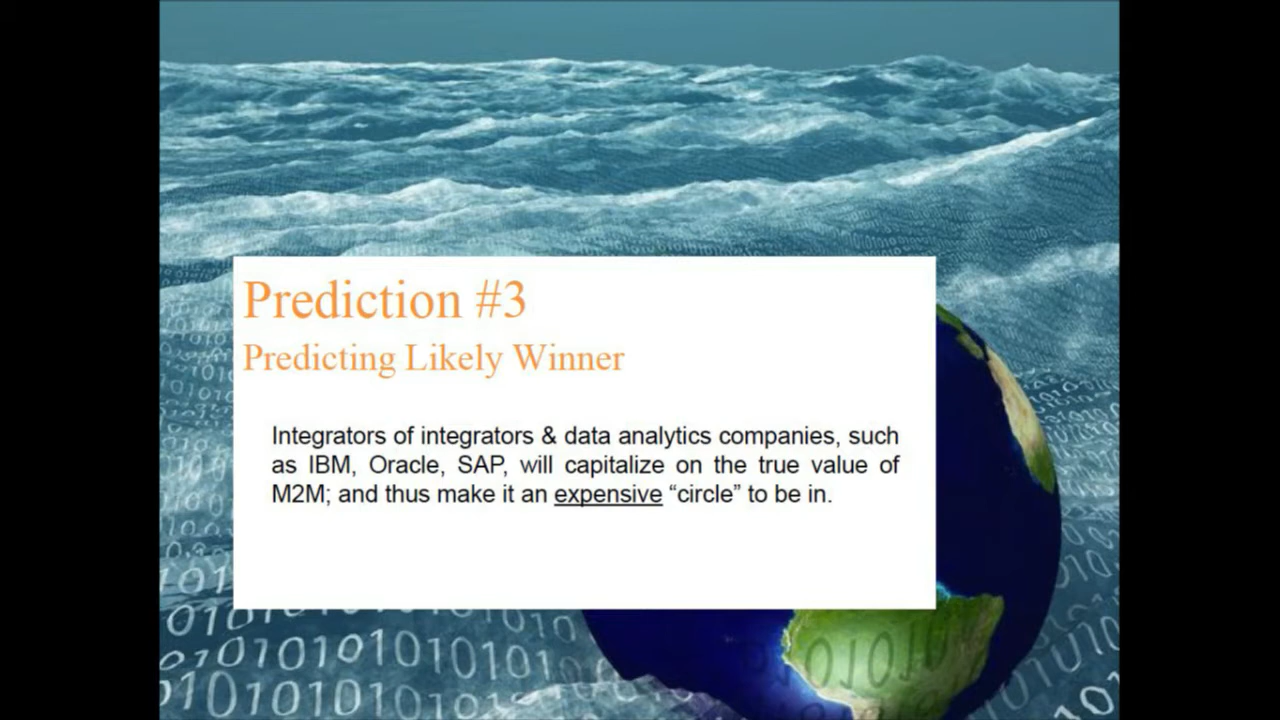 Prediction #3
Predicting Likely Winner
Integrators of integrators & data analytics companies, such
as IBM, Oracle, SAP, will capitalize on the true value of
M2M; and thus make it an expensive “circle” to be in.